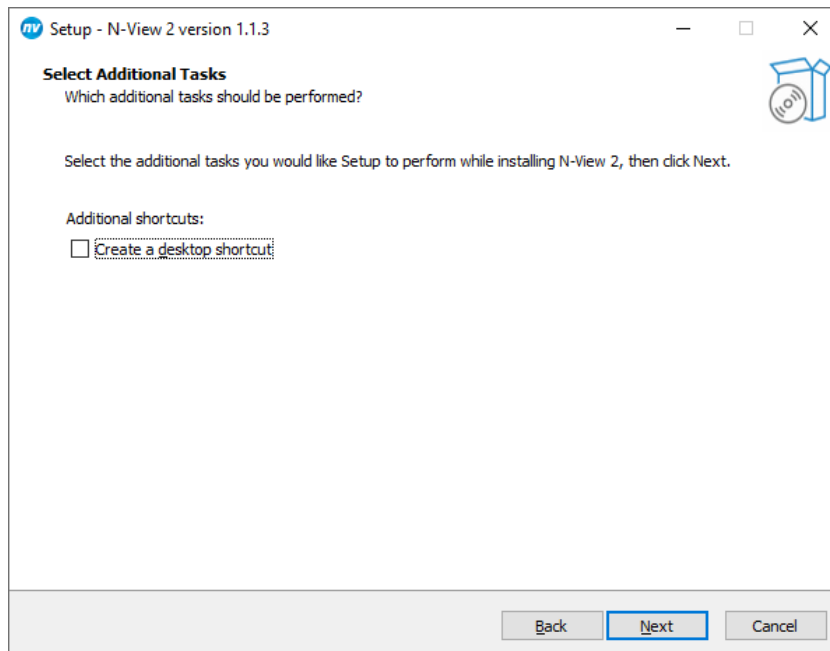 nv Setup - N-View 2 version 1.1.3
Select Additional Tasks
Which additional tasks should be performed?
Select the additional tasks you would like Setup to perform while installing N-View 2, then click Next.
Additional shortcuts:
Create a desktop shortcut
Back Next Cancel